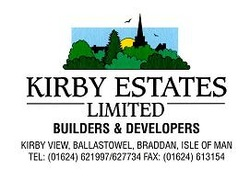 KIRBY ESTATES
LIMITED
BUILDERS & DEVELOPERS
KIRBY VIEW, BALLASTOWEL, BRADDAN, ISLE OF MAN
TEL: (01624) 621997/627734 FAX: (01624) 613154